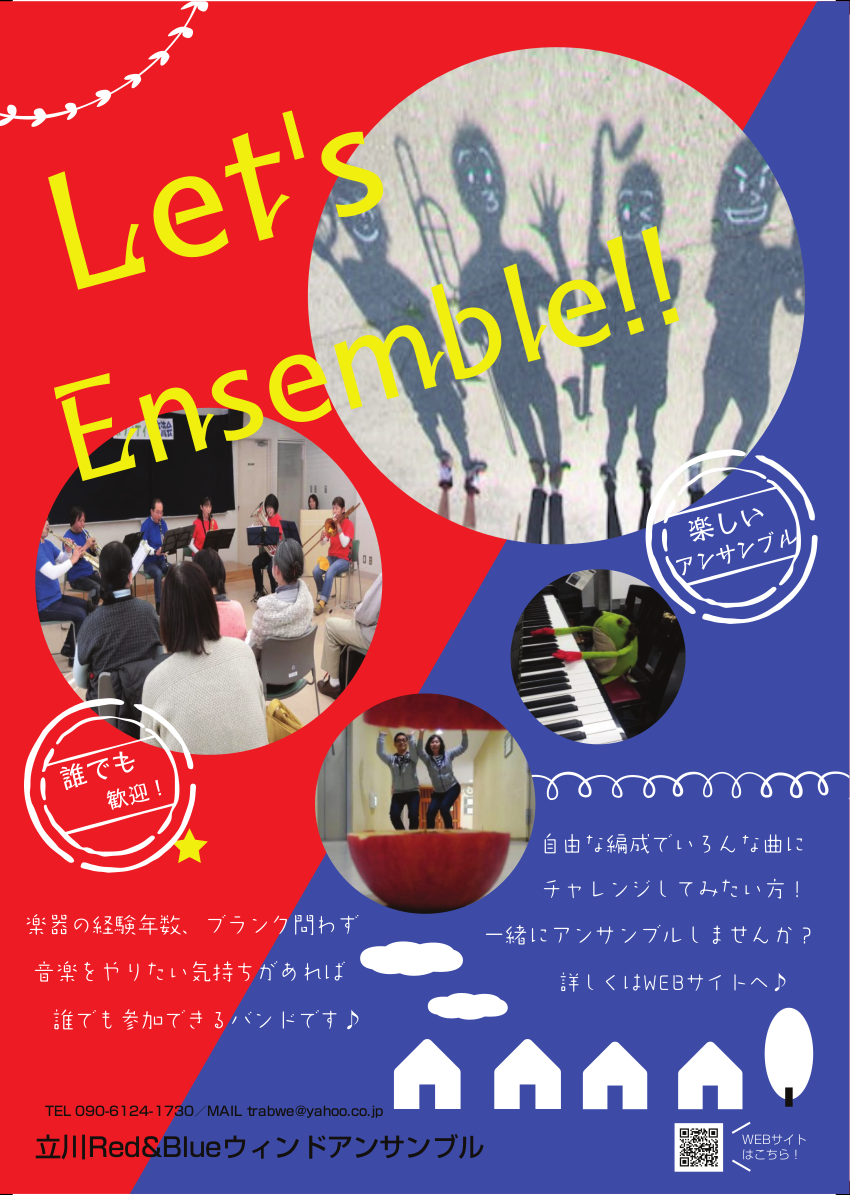 Let's
Ensemble!!
楽しい
アンサンブル
誰でも
歓迎！
自由な編成でいろんな曲に
チャレンジしてみたい方！
一緒にアンサンブルしませんか？
詳しくはWEBサイトへ♪
楽器の経験年数、ブランク問わず
音楽をやりたい気持ちがあれば
誰でも参加できるバンドです♪
TEL 090-6124-1730／MAIL trabwe@yahoo.co.jp
立川Red&Blueウィンドアンサンブル
WEBサイト
はこちら！